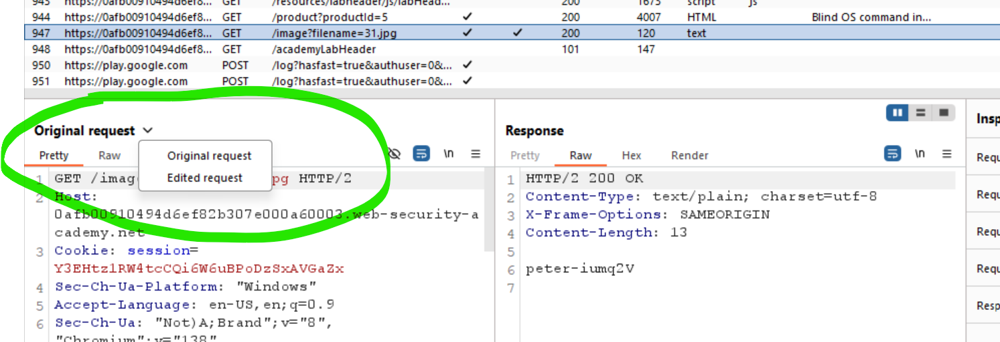 943 https://0afb00910494d6ef8... GET /resources/labheader/js/labHead... 200 1673 script js
944 https://0afb00910494d6ef8... GET /product?productId=5 ✓ 200 4007 HTML Blind OS command in...
947 https://0afb00910494d6ef8... GET /image?filename=31.jpg ✓ ✓ 200 120 text
948 https://0afb00910494d6ef8... GET /academyLabHeader 101 147
950 https://play.google.com POST /log?hasfast=true&authuser=0&... ✓
951 https://play.google.com POST /log?hasfast=true&authuser=0&... ✓
Original request
Pretty Raw
Original request
Edited request
\n
1 GET /imag pg HTTP/2
2 Host:
0afb00910494d6ef82b307e000a60003.web-security-a
cademy.net
3 Cookie: session=
Y3EHtzlRW4tcCQi6W6uBPoDzSxAVGaZx
4 Sec-Ch-Ua-Platform: "Windows"
5 Accept-Language: en-US,en;q=0.9
6 Sec-Ch-Ua: "Not)A;Brand";v="8",
"Chromium";v="138"
Response
Pretty Raw Hex Render
\n
1 HTTP/2 200 OK
2 Content-Type: text/plain; charset=utf-8
3 X-Frame-Options: SAMEORIGIN
4 Content-Length: 13
5
6 peter-iumq2V
7
Insp
Requ
Requ
Requ
Requ
Resp